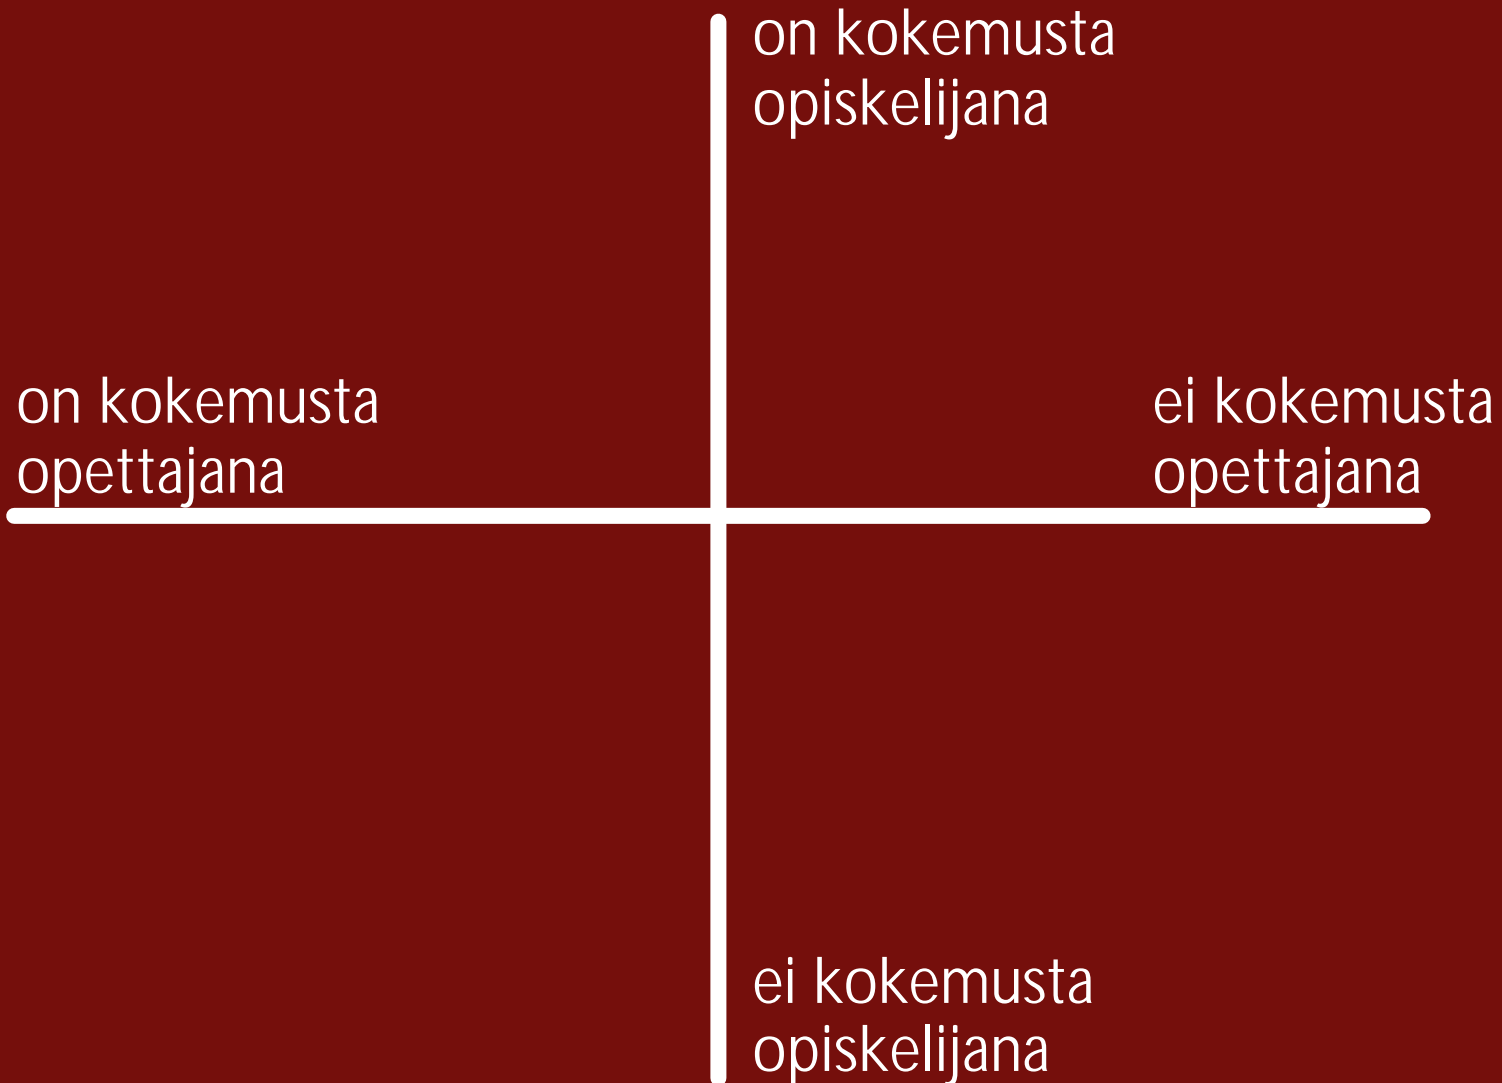 on kokemusta
opiskelijana
on kokemusta
opettajana
ei kokemusta
opettajana
ei kokemusta
opiskelijana